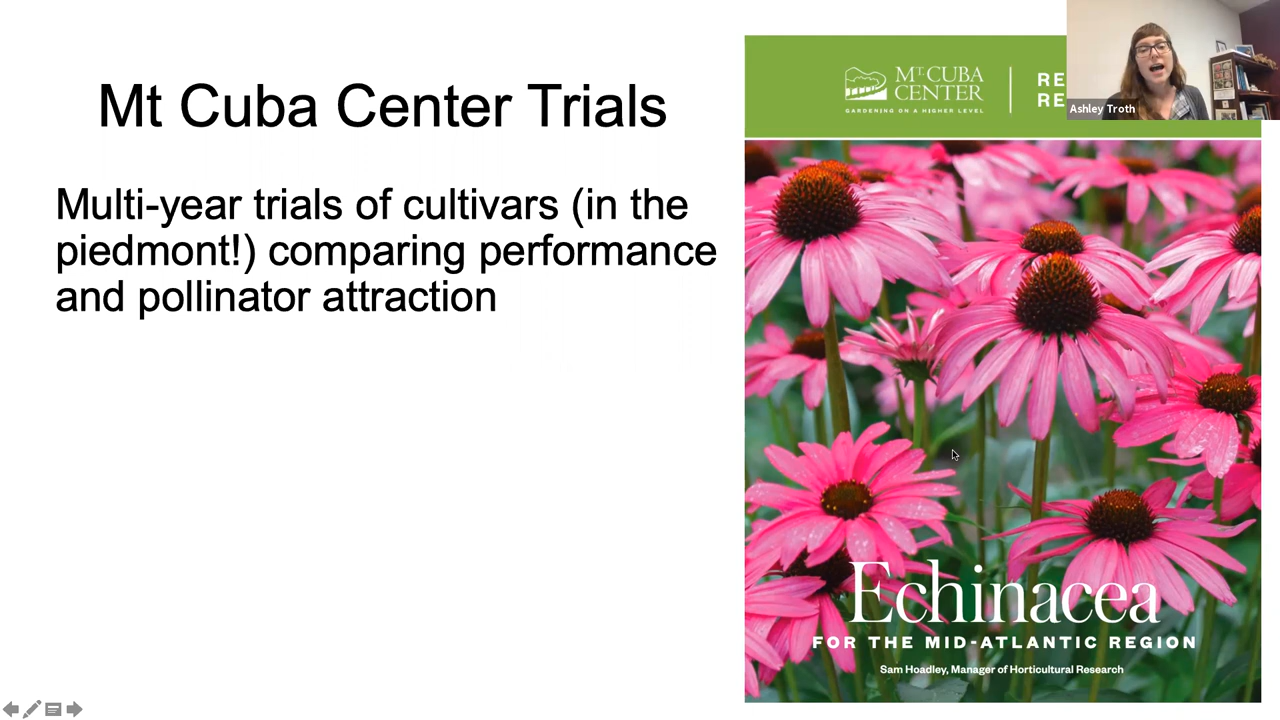 Mt Cuba Center Trials
Multi-year trials of cultivars (in the
piedmont!) comparing performance
and pollinator attraction
MT. CUBA
CENTER
GARDENING ON A HIGHER LEVEL
RE
RE
Ashley Troth
Echinacea
FOR THE MID-ATLANTIC REGION
Sam Hoadley, Manager of Horticultural Research